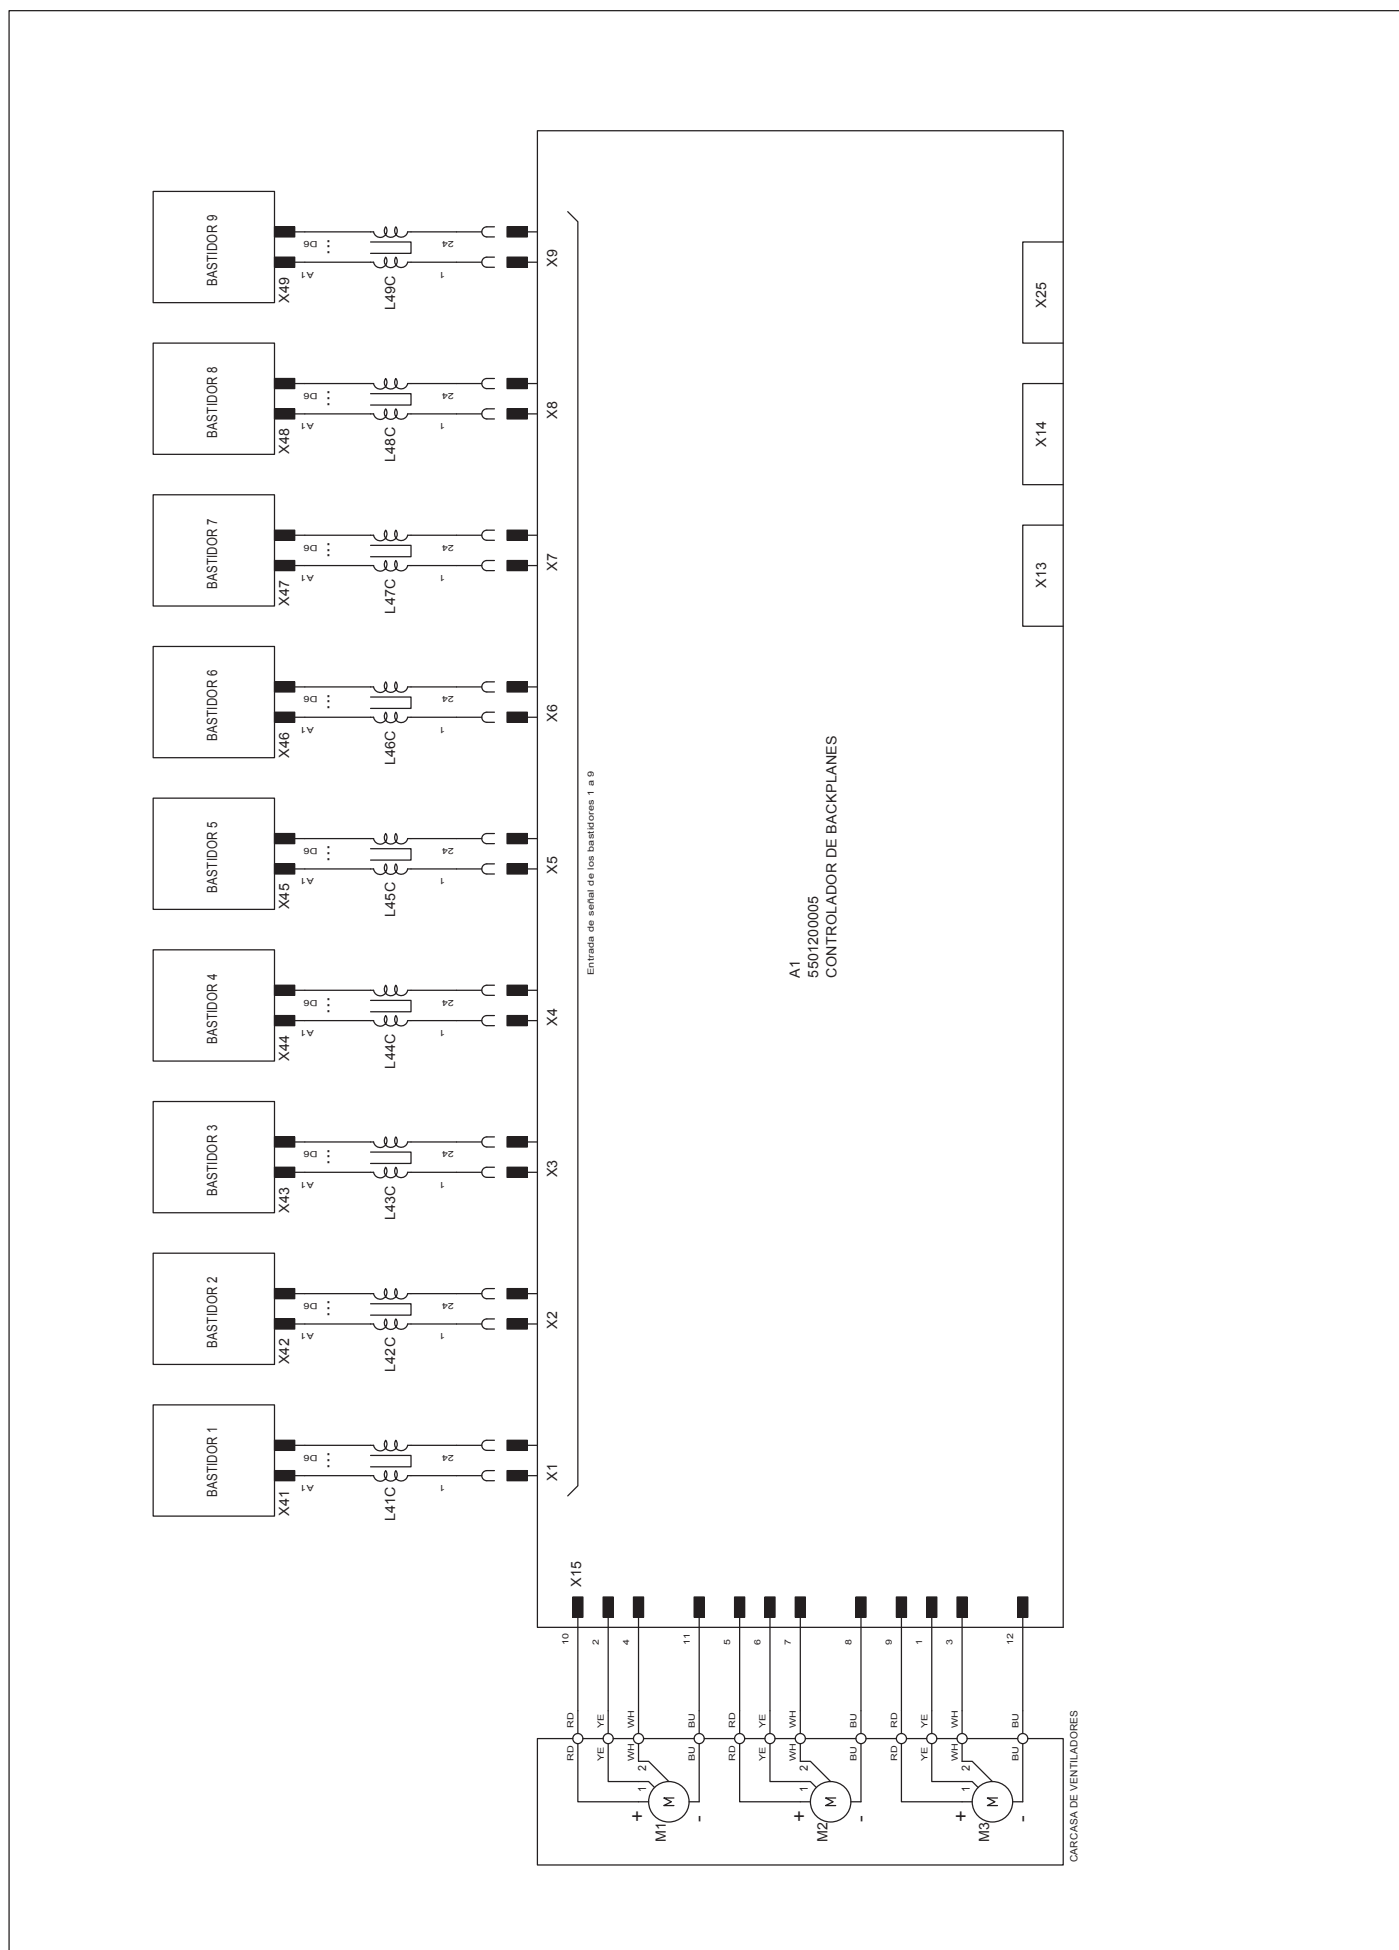 BASTIDOR 1
X41
A1
D6
...
L41C
1
24
X1
BASTIDOR 2
X42
A1
D6
...
L42C
1
24
X2
BASTIDOR 3
X43
A1
D6
...
L43C
1
24
X3
BASTIDOR 4
X44
A1
D6
...
L44C
1
24
X4
BASTIDOR 5
X45
A1
D6
...
L45C
1
24
X5
BASTIDOR 6
X46
A1
D6
...
L46C
1
24
X6
BASTIDOR 7
X47
A1
D6
...
L47C
1
24
X7
BASTIDOR 8
X48
A1
D6
...
L48C
1
24
X8
BASTIDOR 9
X49
A1
D6
...
L49C
1
24
X9
Entrada de señal de los bastidores 1 a 9
A1
5501200005
CONTROLADOR DE BACKPLANES
X13
X14
X25
X15
RD RD 10
YE YE 2
WH WH 4
BU BU 11
M1
+
1
2
M
-
RD RD 5
YE YE 6
WH WH 7
BU BU 8
M2
+
1
2
M
-
RD RD 9
YE YE 1
WH WH 3
BU BU 12
M3
+
1
2
M
-
CARCASA DE VENTILADORES